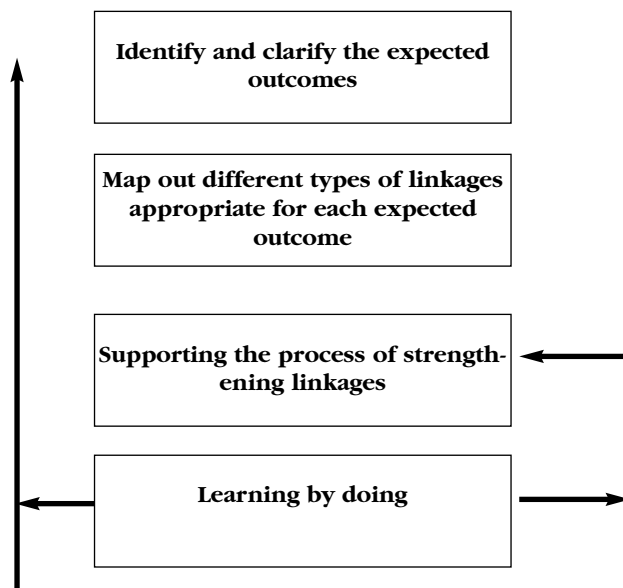 Identify and clarify the expected
outcomes
Map out different types of linkages
appropriate for each expected
outcome
Supporting the process of strength-
ening linkages
Learning by doing